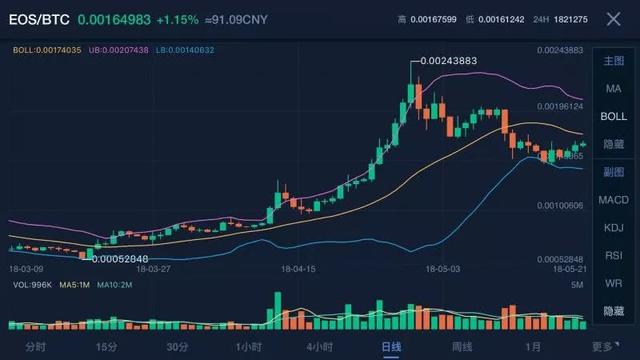 EOS/BTC 0.00164983 +1.15% ≈91.09CNY 高 0.00167599 低 0.00161242 24H 1821275
BOLL:0.00174035 UB:0.00207438 LB:0.00140632
0.00243883
0.00243883
0.00196124
0.00100606
0.00052848
0.00052848
18-03-09 18-03-27 18-04-15 18-05-03 18-05-21
VOL:996K MA5:1M MA10:2M 5M
主图
MA
BOLL
隐藏
副图
MACD
KDJ
RSI
WR
隐藏
分时 15分 30分 1小时 4小时 日线 周线 1月 更多